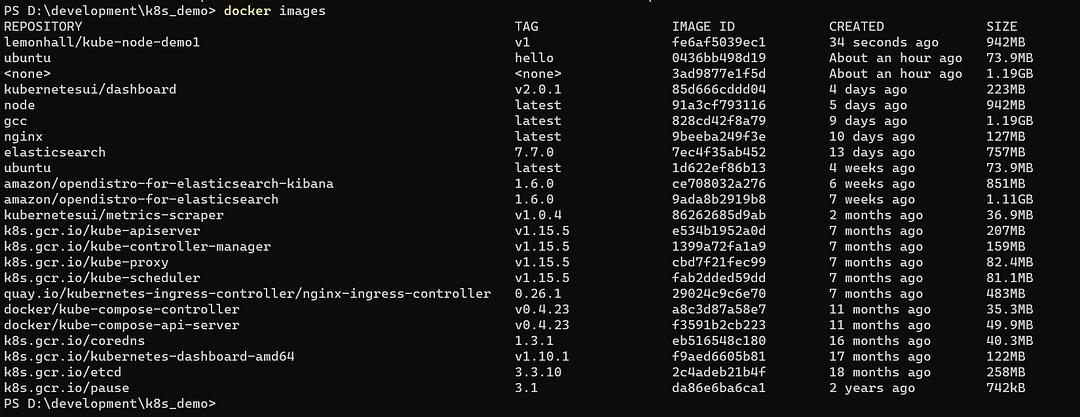 PS D:\development\k8s_demo> docker images
REPOSITORY TAG IMAGE ID CREATED SIZE
lemonhall/kube-node-demo1 v1 fe6af5039ec1 34 seconds ago 942MB
ubuntu hello 0436bb498d19 About an hour ago 73.9MB
<none> <none> 3ad9877e1f5d About an hour ago 1.19GB
kubernetesui/dashboard v2.0.1 85d666cddd04 4 days ago 223MB
node latest 91a3cf793116 5 days ago 942MB
gcc latest 828cd42f8a79 9 days ago 1.19GB
nginx latest 9beeba249f3e 10 days ago 127MB
elasticsearch 7.7.0 7ec4f35ab452 13 days ago 757MB
ubuntu latest 1d622ef86b13 4 weeks ago 73.9MB
amazon/opendistro-for-elasticsearch-kibana 1.6.0 ce708032a276 6 weeks ago 851MB
amazon/opendistro-for-elasticsearch 1.6.0 9ada8b2919b8 7 weeks ago 1.11GB
kubernetesui/metrics-scraper v1.0.4 86262685d9ab 2 months ago 36.9MB
k8s.gcr.io/kube-apiserver v1.15.5 e534b1952a0d 7 months ago 207MB
k8s.gcr.io/kube-controller-manager v1.15.5 1399a72fa1a9 7 months ago 159MB
k8s.gcr.io/kube-proxy v1.15.5 cbd7f21fec99 7 months ago 82.4MB
k8s.gcr.io/kube-scheduler v1.15.5 fab2dded59dd 7 months ago 81.1MB
quay.io/kubernetes-ingress-controller/nginx-ingress-controller 0.26.1 29024c9c6e70 7 months ago 483MB
docker/kube-compose-controller v0.4.23 a8c3d87a58e7 11 months ago 35.3MB
docker/kube-compose-api-server v0.4.23 f3591b2cb223 11 months ago 49.9MB
k8s.gcr.io/coredns 1.3.1 eb516548c180 16 months ago 40.3MB
k8s.gcr.io/kubernetes-dashboard-amd64 v1.10.1 f9aed6605b81 17 months ago 122MB
k8s.gcr.io/etcd 3.3.10 2c4adeb21b4f 18 months ago 258MB
k8s.gcr.io/pause 3.1 da86e6ba6ca1 2 years ago 742kB
PS D:\development\k8s_demo>